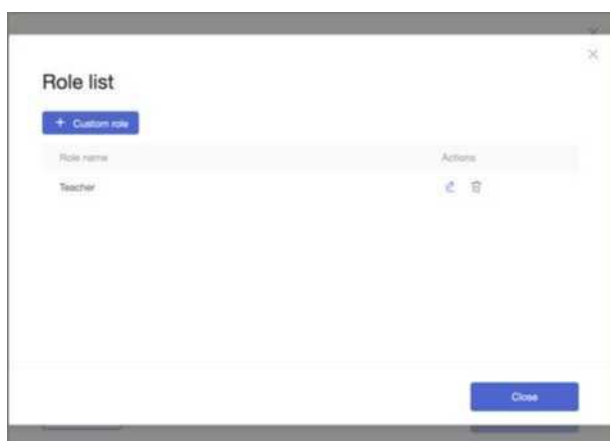 Role list
+ Custom role
Role name Actions
Teacher
Close